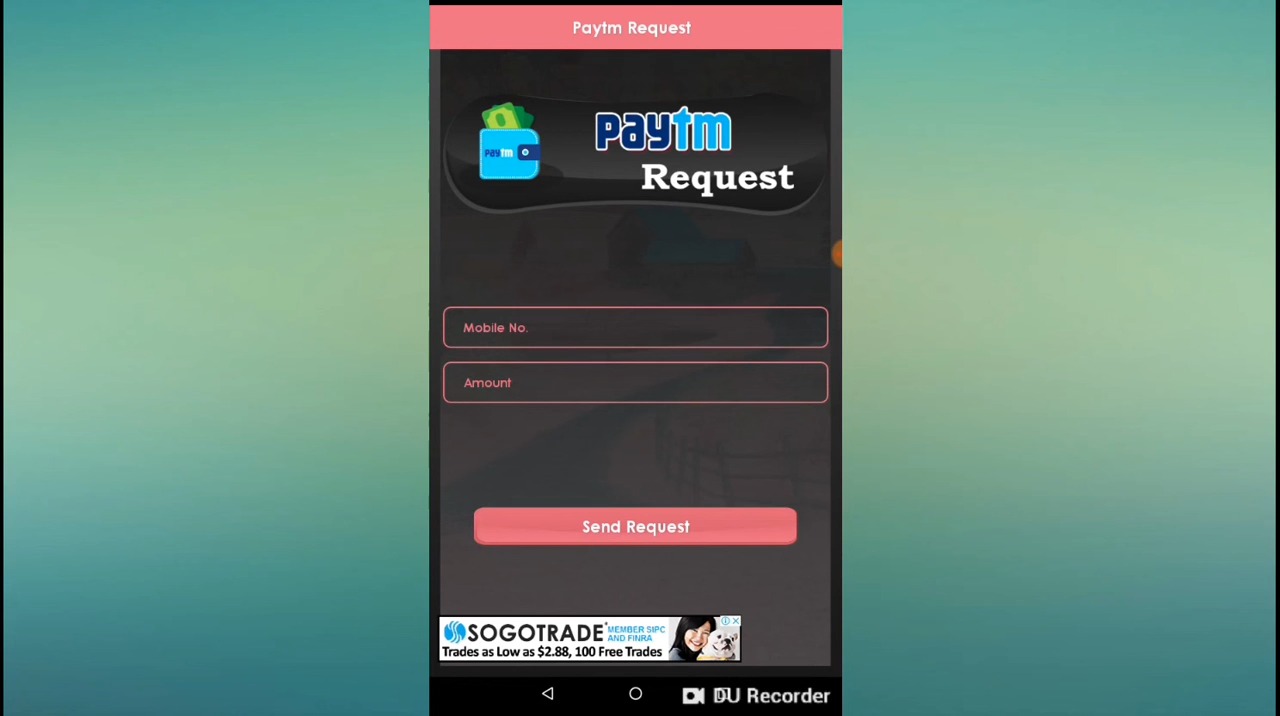 Paytm Request
paytm
paytm
Request
Mobile No.
Amount
Send Request
SOGOTRADE
MEMBER SIPC
AND FINRA
Trades as Low as $2.88, 100 Free Trades
DU Recorder